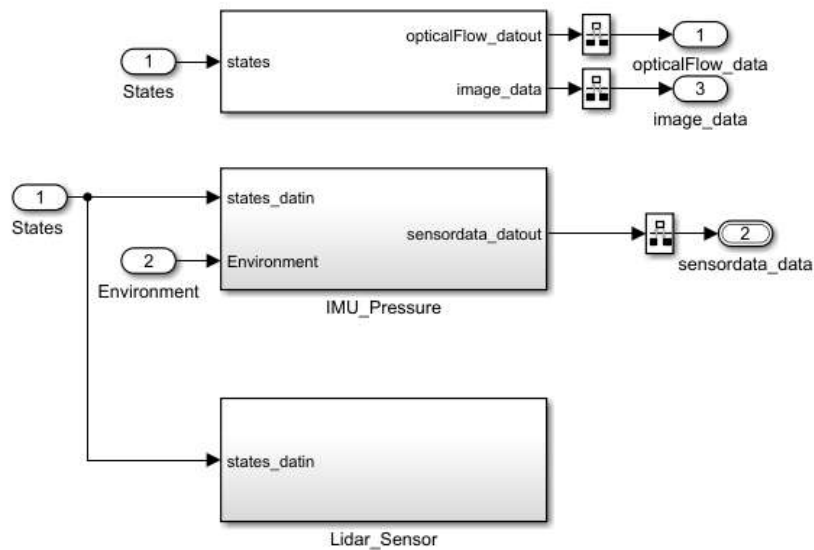 opticalFlow_datout
1
1
states
opticalFlow_data
States
image_data
3
image_data
1
states_datin
States
sensordata_datout
2
2
Environment
sensordata_data
Environment
IMU_Pressure
states_datin
Lidar_Sensor